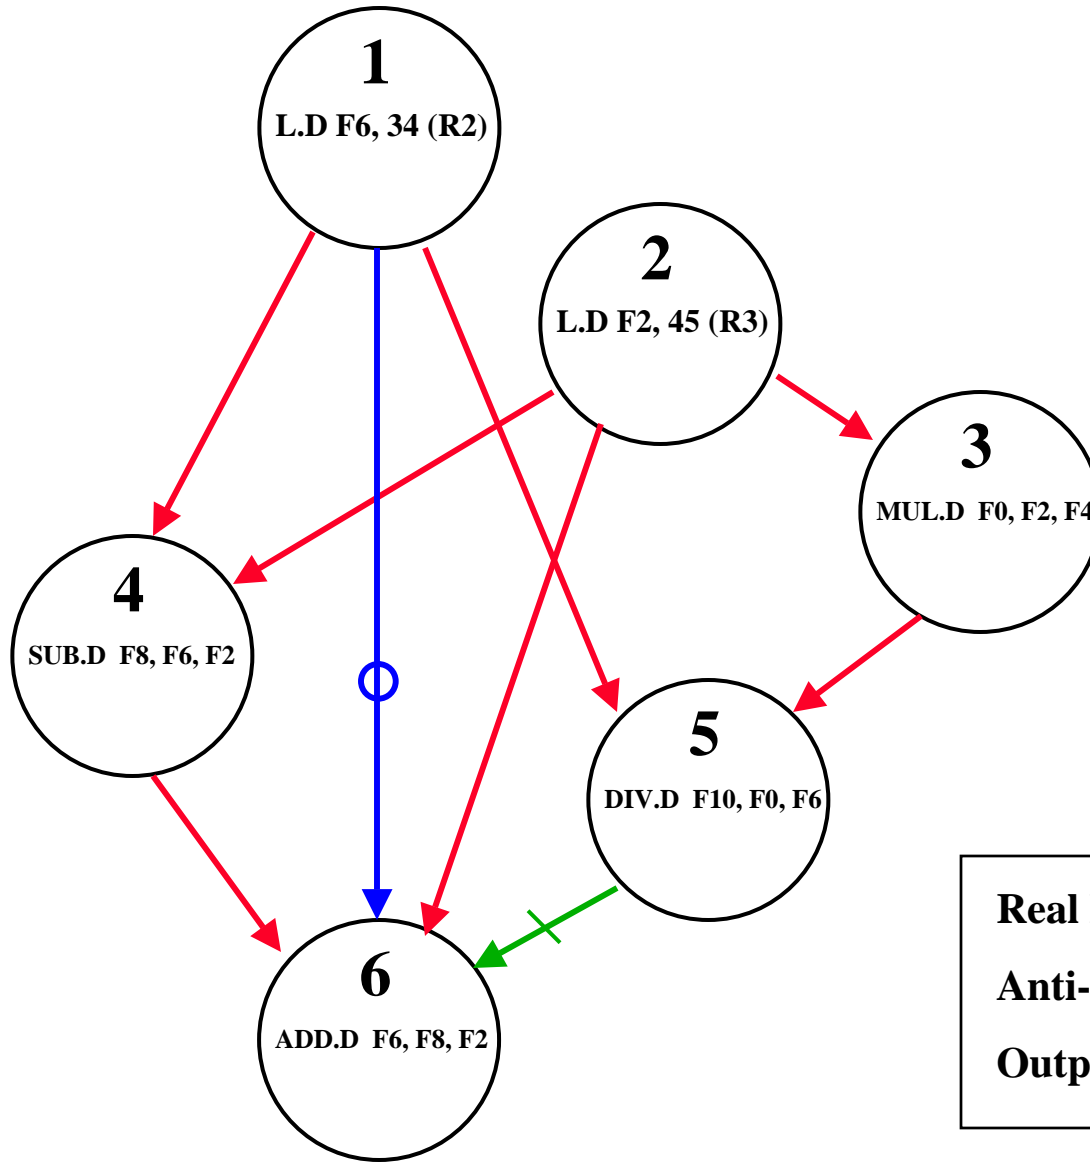 1
L.D F6, 34 (R2)
2
L.D F2, 45 (R3)
3
MUL.D F0, F2, F4
4
SUB.D F8, F6, F2
5
DIV.D F10, F0, F6
6
ADD.D F6, F8, F2
Real
Anti-
Outp